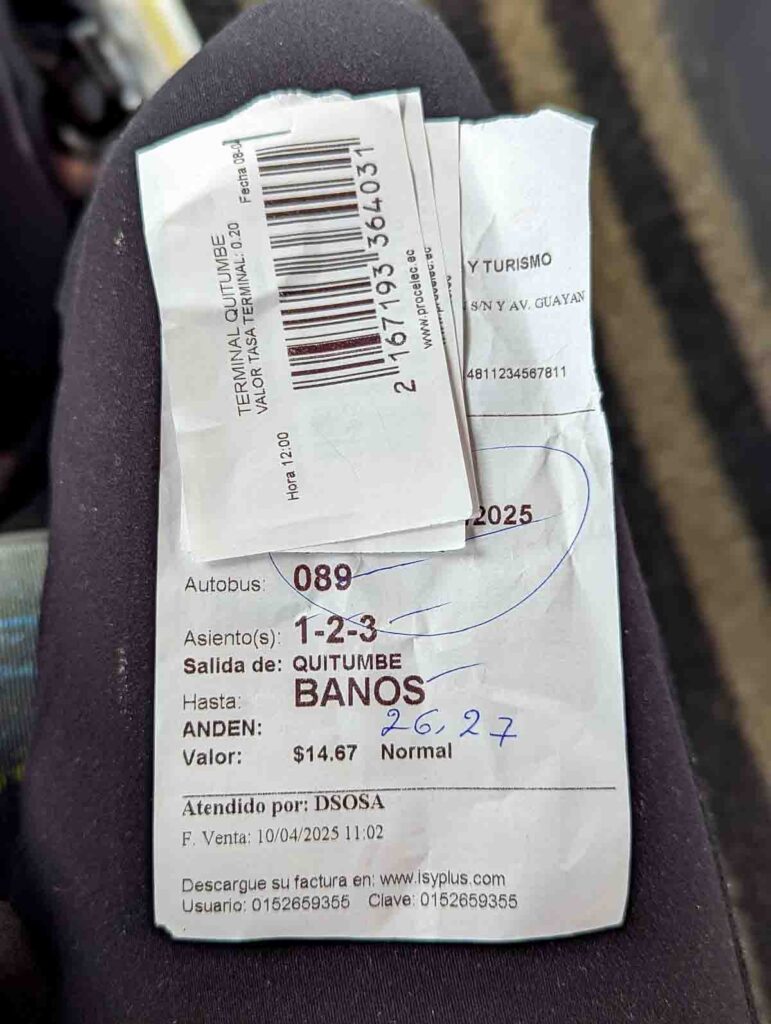 TERMINAL QUITUMBE
VALOR TASA TERMINAL: 0.20
Fecha 08-0
Hora 12:00
2 167193 364031
www.procelec.ec
Y TURISMO
S/N Y AV. GUAYAN
4811234567811
/2025
Autobus: 089
Asiento(s): 1-2-3
Salida de: QUITUMBE
Hasta: BANOS
ANDEN: 26,27
Valor: $14.67 Normal
Atendido por: DSOSA
F. Venta: 10/04/2025 11:02
Descargue su factura en: www.isyplus.com
Usuario: 0152659355 Clave: 0152659355